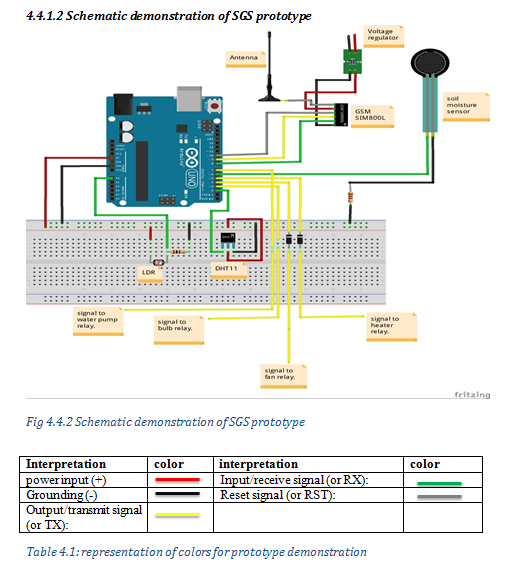 4.4.1.2 Schematic demonstration of SGS prototype
Voltage
regulator
Antenna
GSM
SIM800L
soil
moisture
sensor
UNO
LDR
DHT11
signal to
water pump
relay,
signal to
bulb relay,
signal to
fan relay,
signal to
heater
relay,
fritzing
Fig 4.4.2 Schematic demonstration of SGS prototype
Interpretation color interpretation color
power input (+) Input/receive signal (or RX):
Grounding (-) Reset signal (or RST):
Output/transmit signal
(or TX):
Table 4.1: representation of colors for prototype demonstration